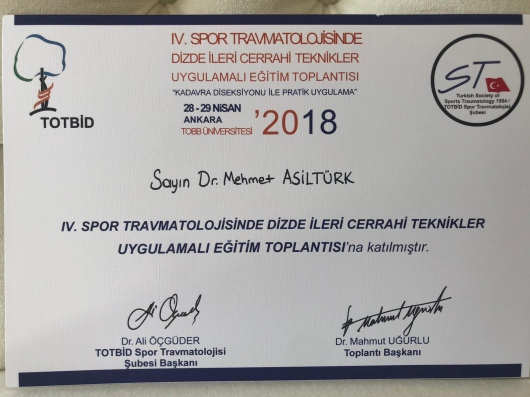 IV. SPOR TRAVMATOLOJİSİNDE
DİZDE İLERİ CERRAHİ TEKNİKLER
UYGULAMALI EĞİTİM TOPLANTISI
"KADAVRA DİSEKSİYONU İLE PRATİK UYGULAMA"
28 - 29 NİSAN
ANKARA
TOBB ÜNİVERSİTESİ
'2018
TOTBİD
ST
Turkish Society of
Sports Traumatology 1994 /
TOTBİD Spor Travmatolojisi
Şubesi
Sayın Dr. Mehmet ASİLTÜRK
IV. SPOR TRAVMATOLOJİSİNDE DİZDE İLERİ CERRAHİ TEKNİKLER
UYGULAMALI EĞİTİM TOPLANTISI'na katılmıştır.
Dr. Ali ÖÇGÜDER
TOTBİD Spor Travmatolojisi
Şubesi Başkanı
Dr. Mahmut UĞURLU
Toplantı Başkanı